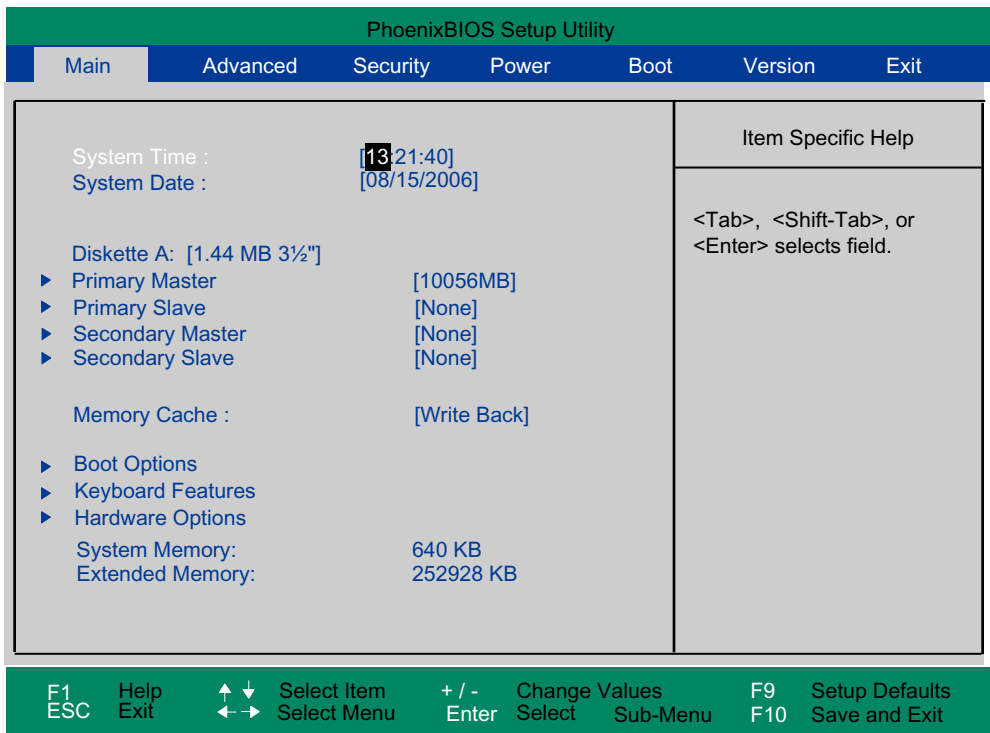 PhoenixBIOS Setup Utility
Main Advanced Security Power Boot Version Exit
System Time : [13:21:40]
System Date : [08/15/2006]
Diskette A: [1.44 MB 3½"]
Primary Master [10056MB]
Primary Slave [None]
Secondary Master [None]
Secondary Slave [None]
Memory Cache : [Write Back]
Boot Options
Keyboard Features
Hardware Options
System Memory: 640 KB
Extended Memory: 252928 KB
Item Specific Help
<Tab>, <Shift-Tab>, or
<Enter> selects field.
F1 Help Select Item + / - Change Values F9 Setup Defaults
ESC Exit Select Menu Enter Select Sub-Menu F10 Save and Exit